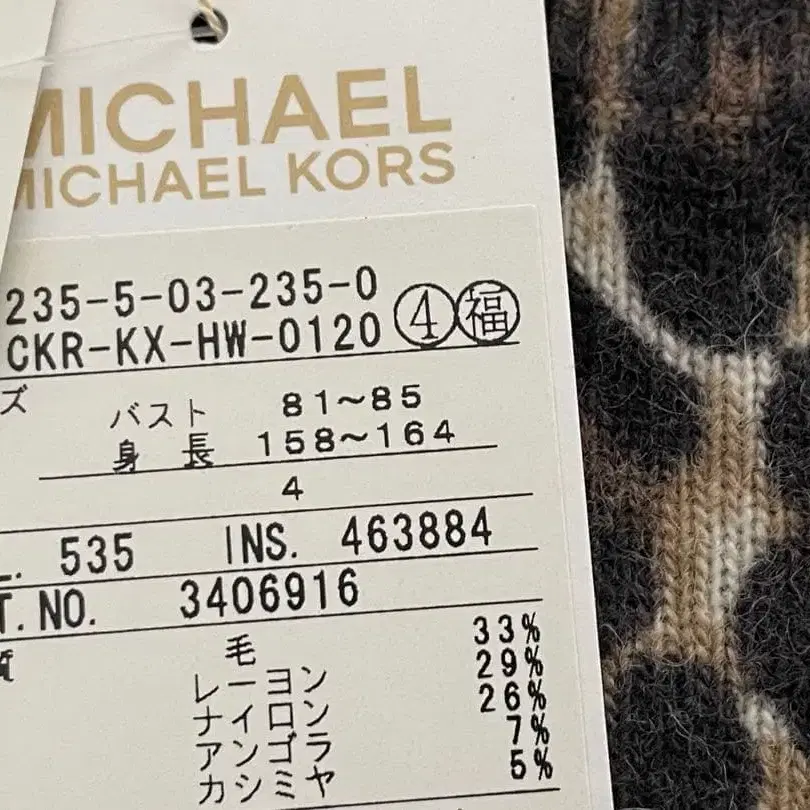 MICHAEL
MICHAEL KORS
235-5-03-235-0
CKR-KX-HW-0120 ④ ㊞福
ズ
バスト 81~85
身長 158~164
4
L. 535 INS. 463884
T.NO. 3406916
質
毛 33%
レーヨン 29%
ナイロン 26%
アンゴラ 7%
カシミヤ 5%